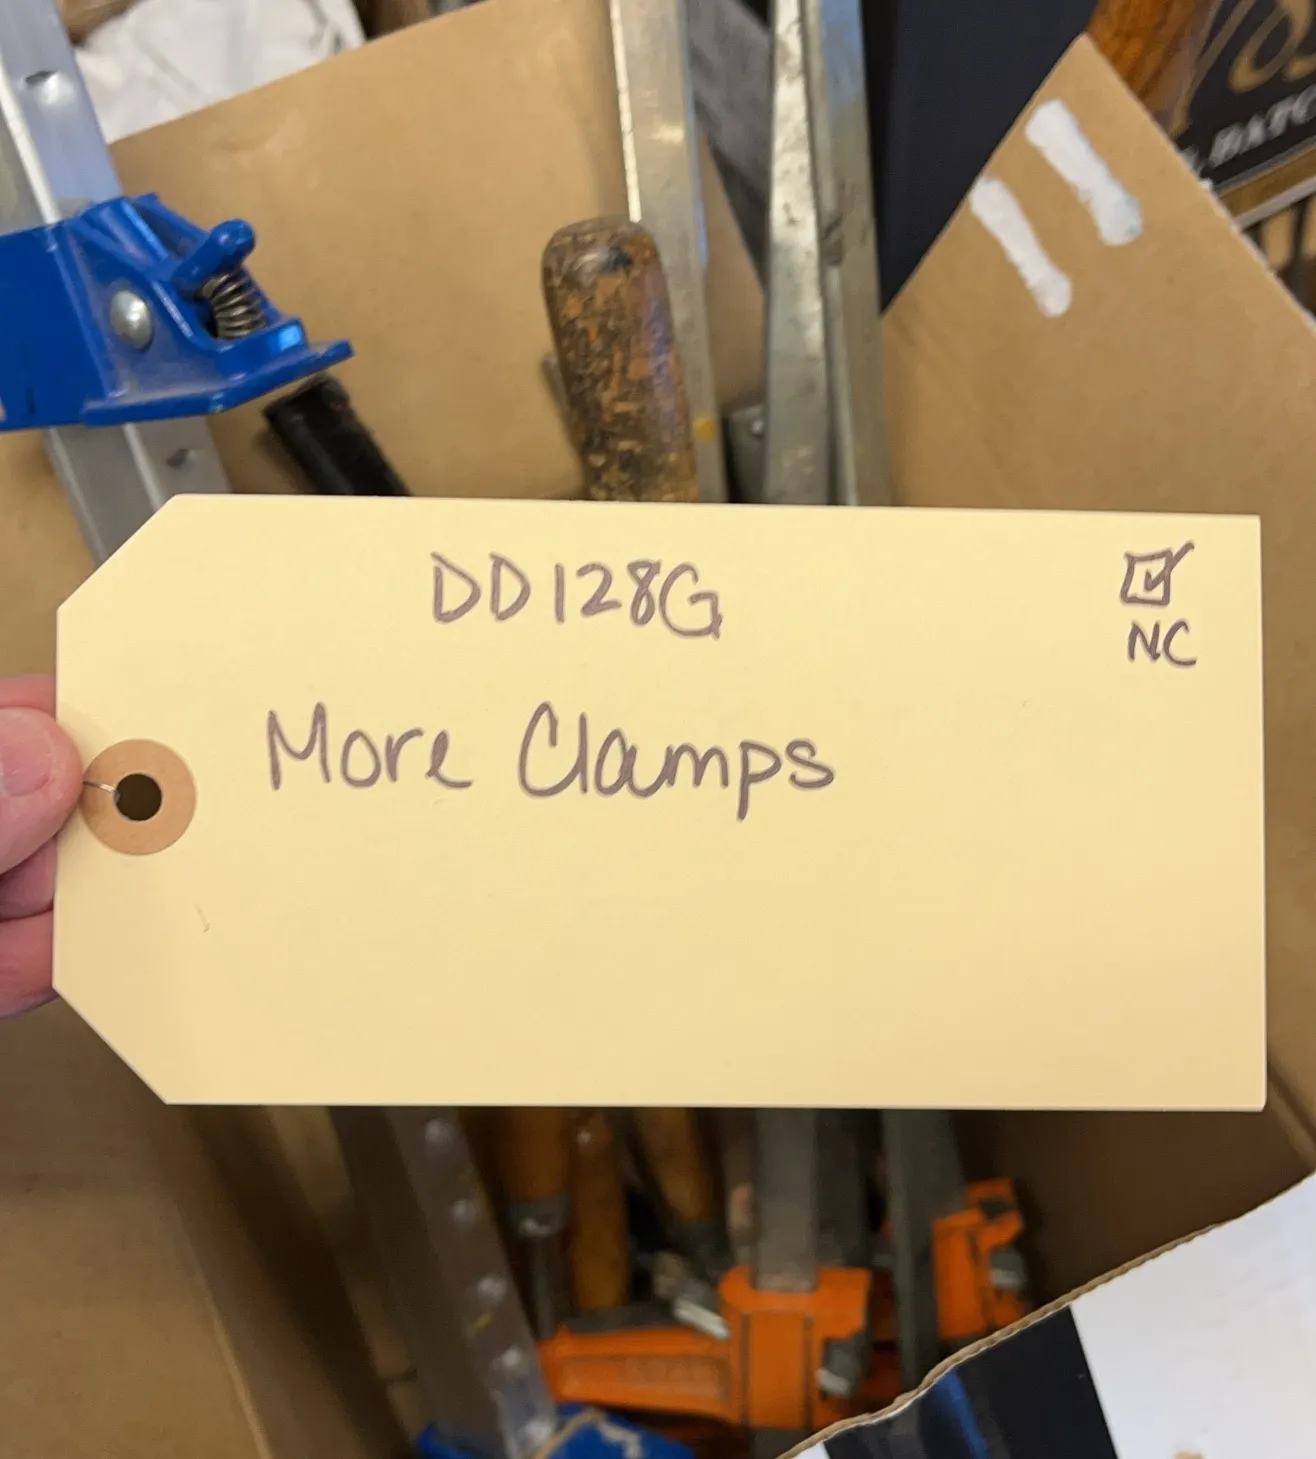 DD128G
☑
NC
More Clamps